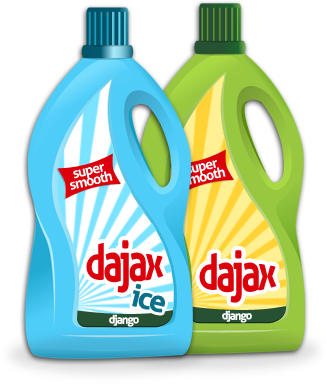 super
smooth
dajax
ice
django
super
smooth
dajax
django